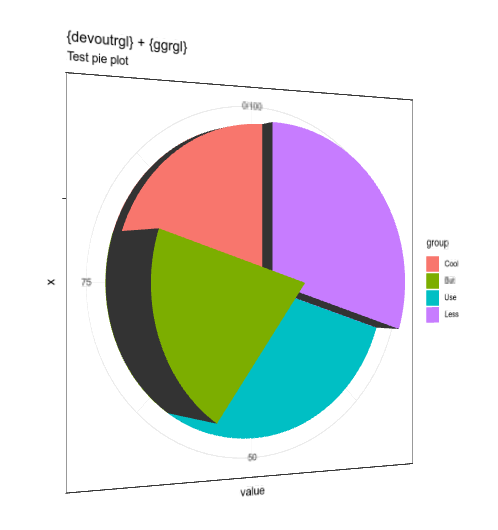 {devoutrgl} + {ggrgl}
Test pie plot
0/100
x
75
50
value
group
Cool
But
Use
Less